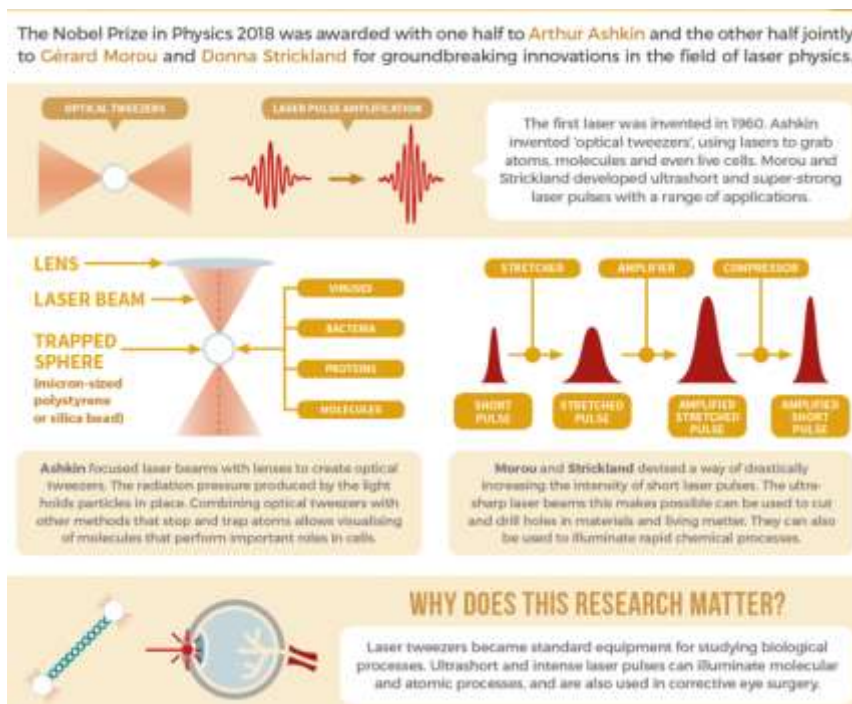 The Nobel Prize in Physics 2018 was awarded with one half to Arthur Ashkin and the other half jointly
to Gérard Morou and Donna Strickland for groundbreaking innovations in the field of laser physics.
OPTICAL TWEEZERS
LASER PULSE AMPLIFICATION
The first laser was invented in 1960. Ashkin
invented 'optical tweezers', using lasers to grab
atoms, molecules and even live cells. Morou and
Strickland developed ultrashort and super-strong
laser pulses with a range of applications.
LENS
LASER BEAM
TRAPPED
SPHERE
(micron-sized
polystyrene
or silica bead)
VIRUSES
BACTERIA
PROTEINS
MOLECULES
STRETCHED
AMPLIFIER
COMPRESSOR
SHORT
PULSE
STRETCHED
PULSE
AMPLIFIED
STRETCHED
PULSE
AMPLIFIED
SHORT
PULSE
Ashkin focused laser beams with lenses to create optical
tweezers. The radiation pressure produced by the light
holds particles in place. Combining optical tweezers with
other methods that stop and trap atoms allows visualising
of molecules that perform important roles in cells.
Morou and Strickland devised a way of drastically
increasing the intensity of short laser pulses. The ultra-
sharp laser beams this makes possible can be used to cut
and drill holes in materials and living matter. They can also
be used to illuminate rapid chemical processes.
WHY DOES THIS RESEARCH MATTER?
Laser tweezers became standard equipment for studying biological
processes. Ultrashort and intense laser pulses can illuminate molecular
and atomic processes, and are also used in corrective eye surgery.